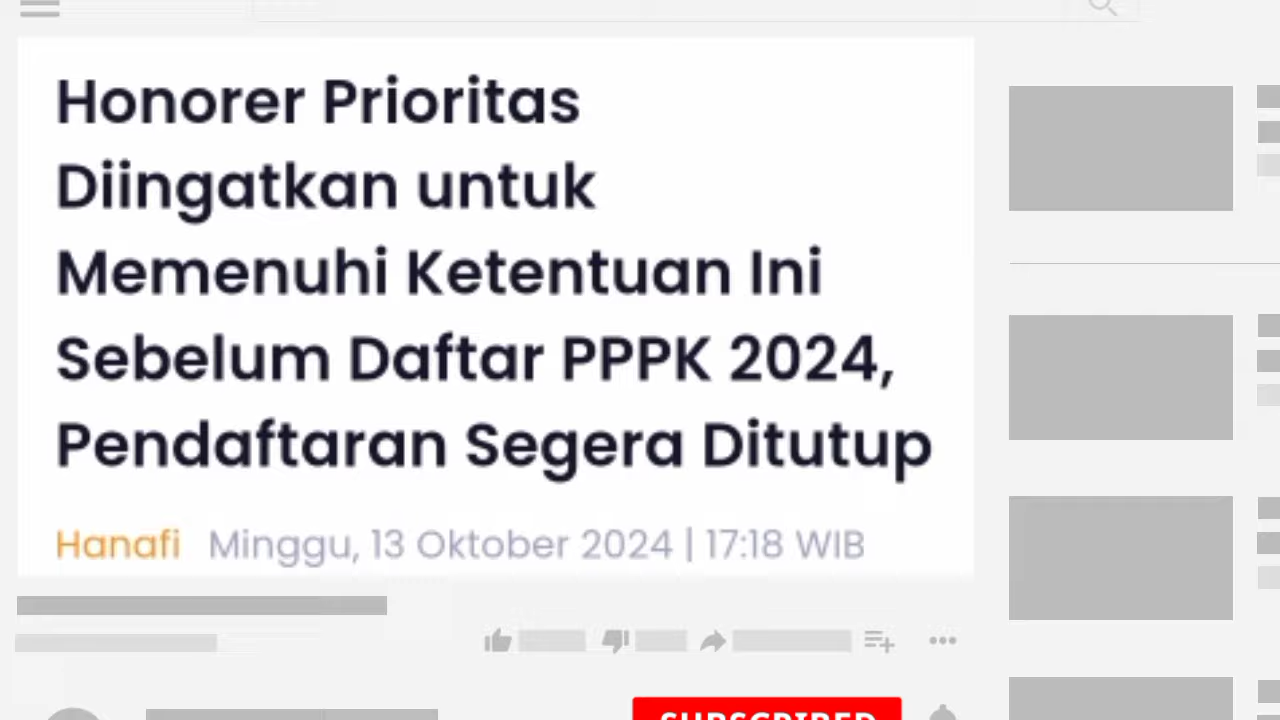 Honorer Prioritas
Diingatkan untuk
Memenuhi Ketentuan Ini
Sebelum Daftar PPPK 2024,
Pendaftaran Segera Ditutup
Hanafi Minggu, 13 Oktober 2024 | 17:18 WIB
SUBSCRIBED